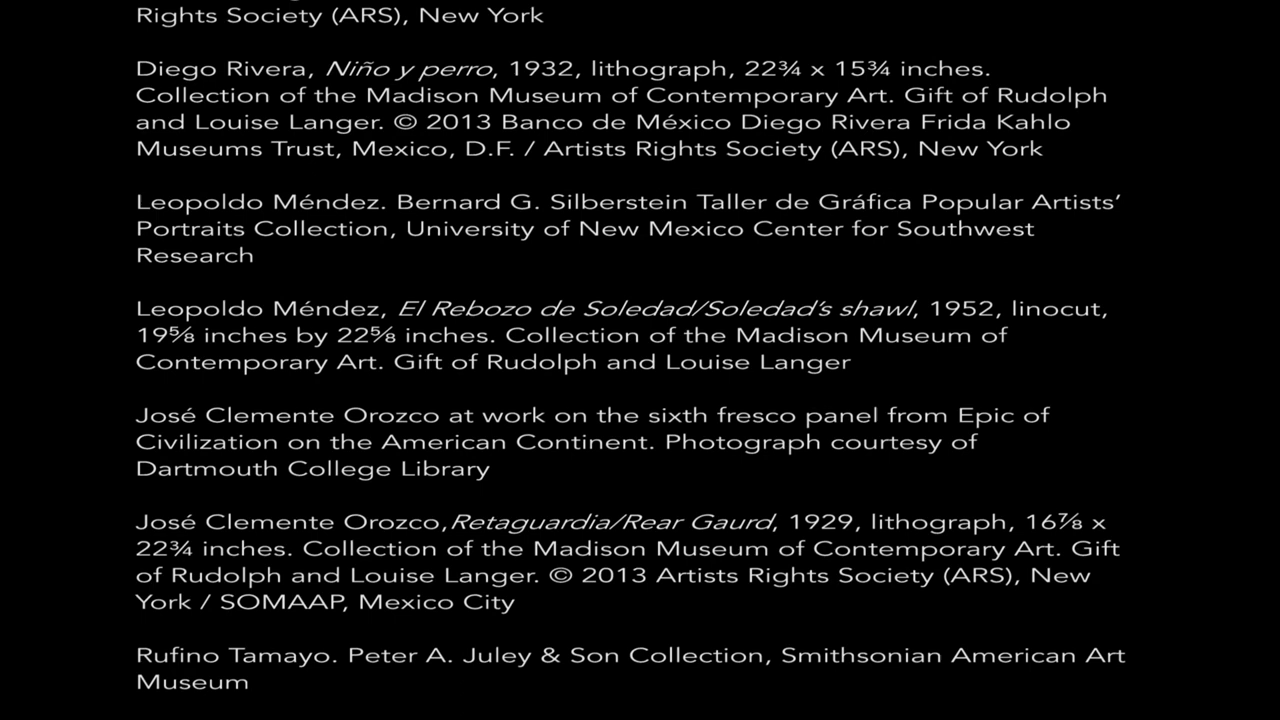 Rights Society (ARS), New York
Diego Rivera, Niño y perro, 1932, lithograph, 22¾ x 15¾ inches.
Collection of the Madison Museum of Contemporary Art. Gift of Rudolph
and Louise Langer. © 2013 Banco de México Diego Rivera Frida Kahlo
Museums Trust, Mexico, D.F. / Artists Rights Society (ARS), New York
Leopoldo Méndez. Bernard G. Silberstein Taller de Gráfica Popular Artists’
Portraits Collection, University of New Mexico Center for Southwest
Research
Leopoldo Méndez, El Rebozo de Soledad/Soledad’s shawl, 1952, linocut,
19⅝ inches by 22⅝ inches. Collection of the Madison Museum of
Contemporary Art. Gift of Rudolph and Louise Langer
José Clemente Orozco at work on the sixth fresco panel from Epic of
Civilization on the American Continent. Photograph courtesy of
Dartmouth College Library
José Clemente Orozco,Retaguardia/Rear Gaurd, 1929, lithograph, 16⅞ x
22¾ inches. Collection of the Madison Museum of Contemporary Art. Gift
of Rudolph and Louise Langer. © 2013 Artists Rights Society (ARS), New
York / SOMAAP, Mexico City
Rufino Tamayo. Peter A. Juley & Son Collection, Smithsonian American Art
Museum